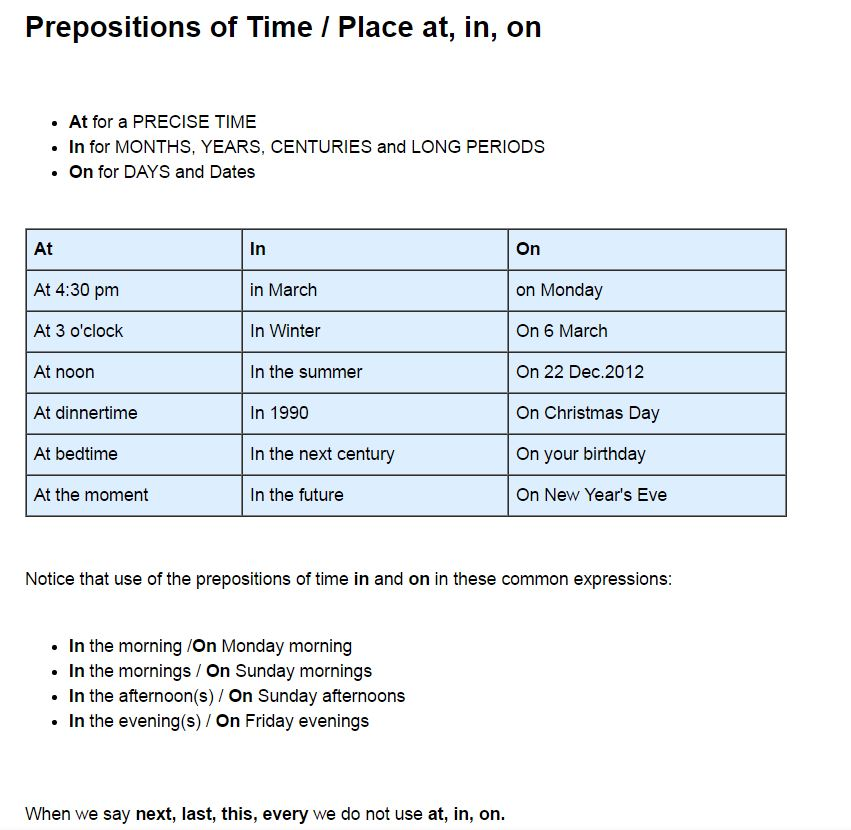 Prepositions of Time / Place at, in, on
• At for a PRECISE TIME
• In for MONTHS, YEARS, CENTURIES and LONG PERIODS
• On for DAYS and Dates
At In On
At 4:30 pm in March on Monday
At 3 o'clock In Winter On 6 March
At noon In the summer On 22 Dec.2012
At dinnertime In 1990 On Christmas Day
At bedtime In the next century On your birthday
At the moment In the future On New Year's Eve
Notice that use of the prepositions of time in and on in these common expressions:
• In the morning /On Monday morning
• In the mornings / On Sunday mornings
• In the afternoon(s) / On Sunday afternoons
• In the evening(s) / On Friday evenings
When we say next, last, this, every we do not use at, in, on.